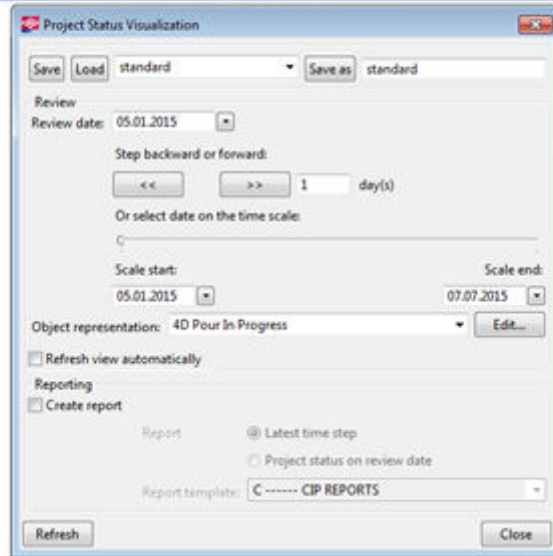 Project Status Visualization
Save Load standard Save as standard
Review
Review date: 05.01.2015
Step backward or forward:
<< >> 1 day(s)
Or select date on the time scale:
Scale start: Scale end:
05.01.2015 07.07.2015
Object representation: 4D Pour In Progress Edit...
Refresh view automatically
Reporting
Create report
Report Latest time step
Project status on review date
Report template: C ------ CIP REPORTS
Refresh Close